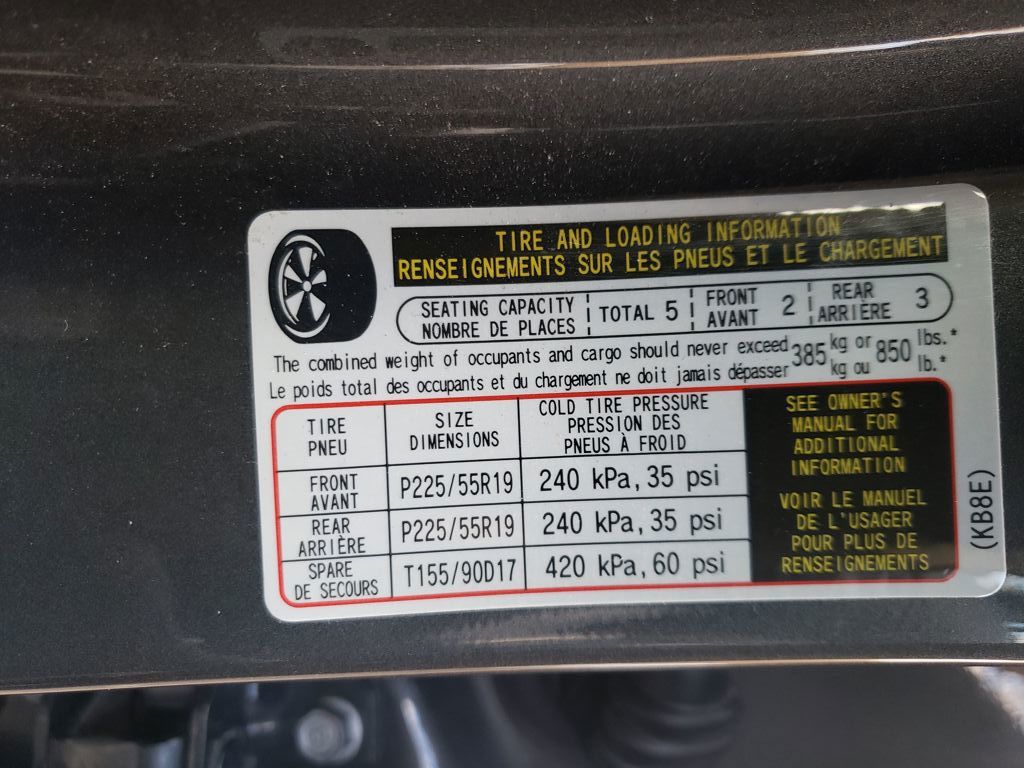 TIRE AND LOADING INFORMATION
RENSEIGNEMENTS SUR LES PNEUS ET LE CHARGEMENT
SEATING CAPACITY
NOMBRE DE PLACES
TOTAL 5
FRONT
AVANT
2
REAR
ARRIÈRE
3
The combined weight of occupants and cargo should never exceed 385 kg or 850 lbs.*
Le poids total des occupants et du chargement ne doit jamais dépasser kg ou lb.*
TIRE
PNEU
SIZE
DIMENSIONS
COLD TIRE PRESSURE
PRESSION DES
PNEUS À FROID
FRONT
AVANT
P225/55R19
240 kPa, 35 psi
REAR
ARRIÈRE
P225/55R19
240 kPa, 35 psi
SPARE
DE SECOURS
T155/90D17
420 kPa, 60 psi
SEE OWNER'S
MANUAL FOR
ADDITIONAL
INFORMATION
VOIR LE MANUEL
DE L'USAGER
POUR PLUS DE
RENSEIGNEMENTS
(KB8E)